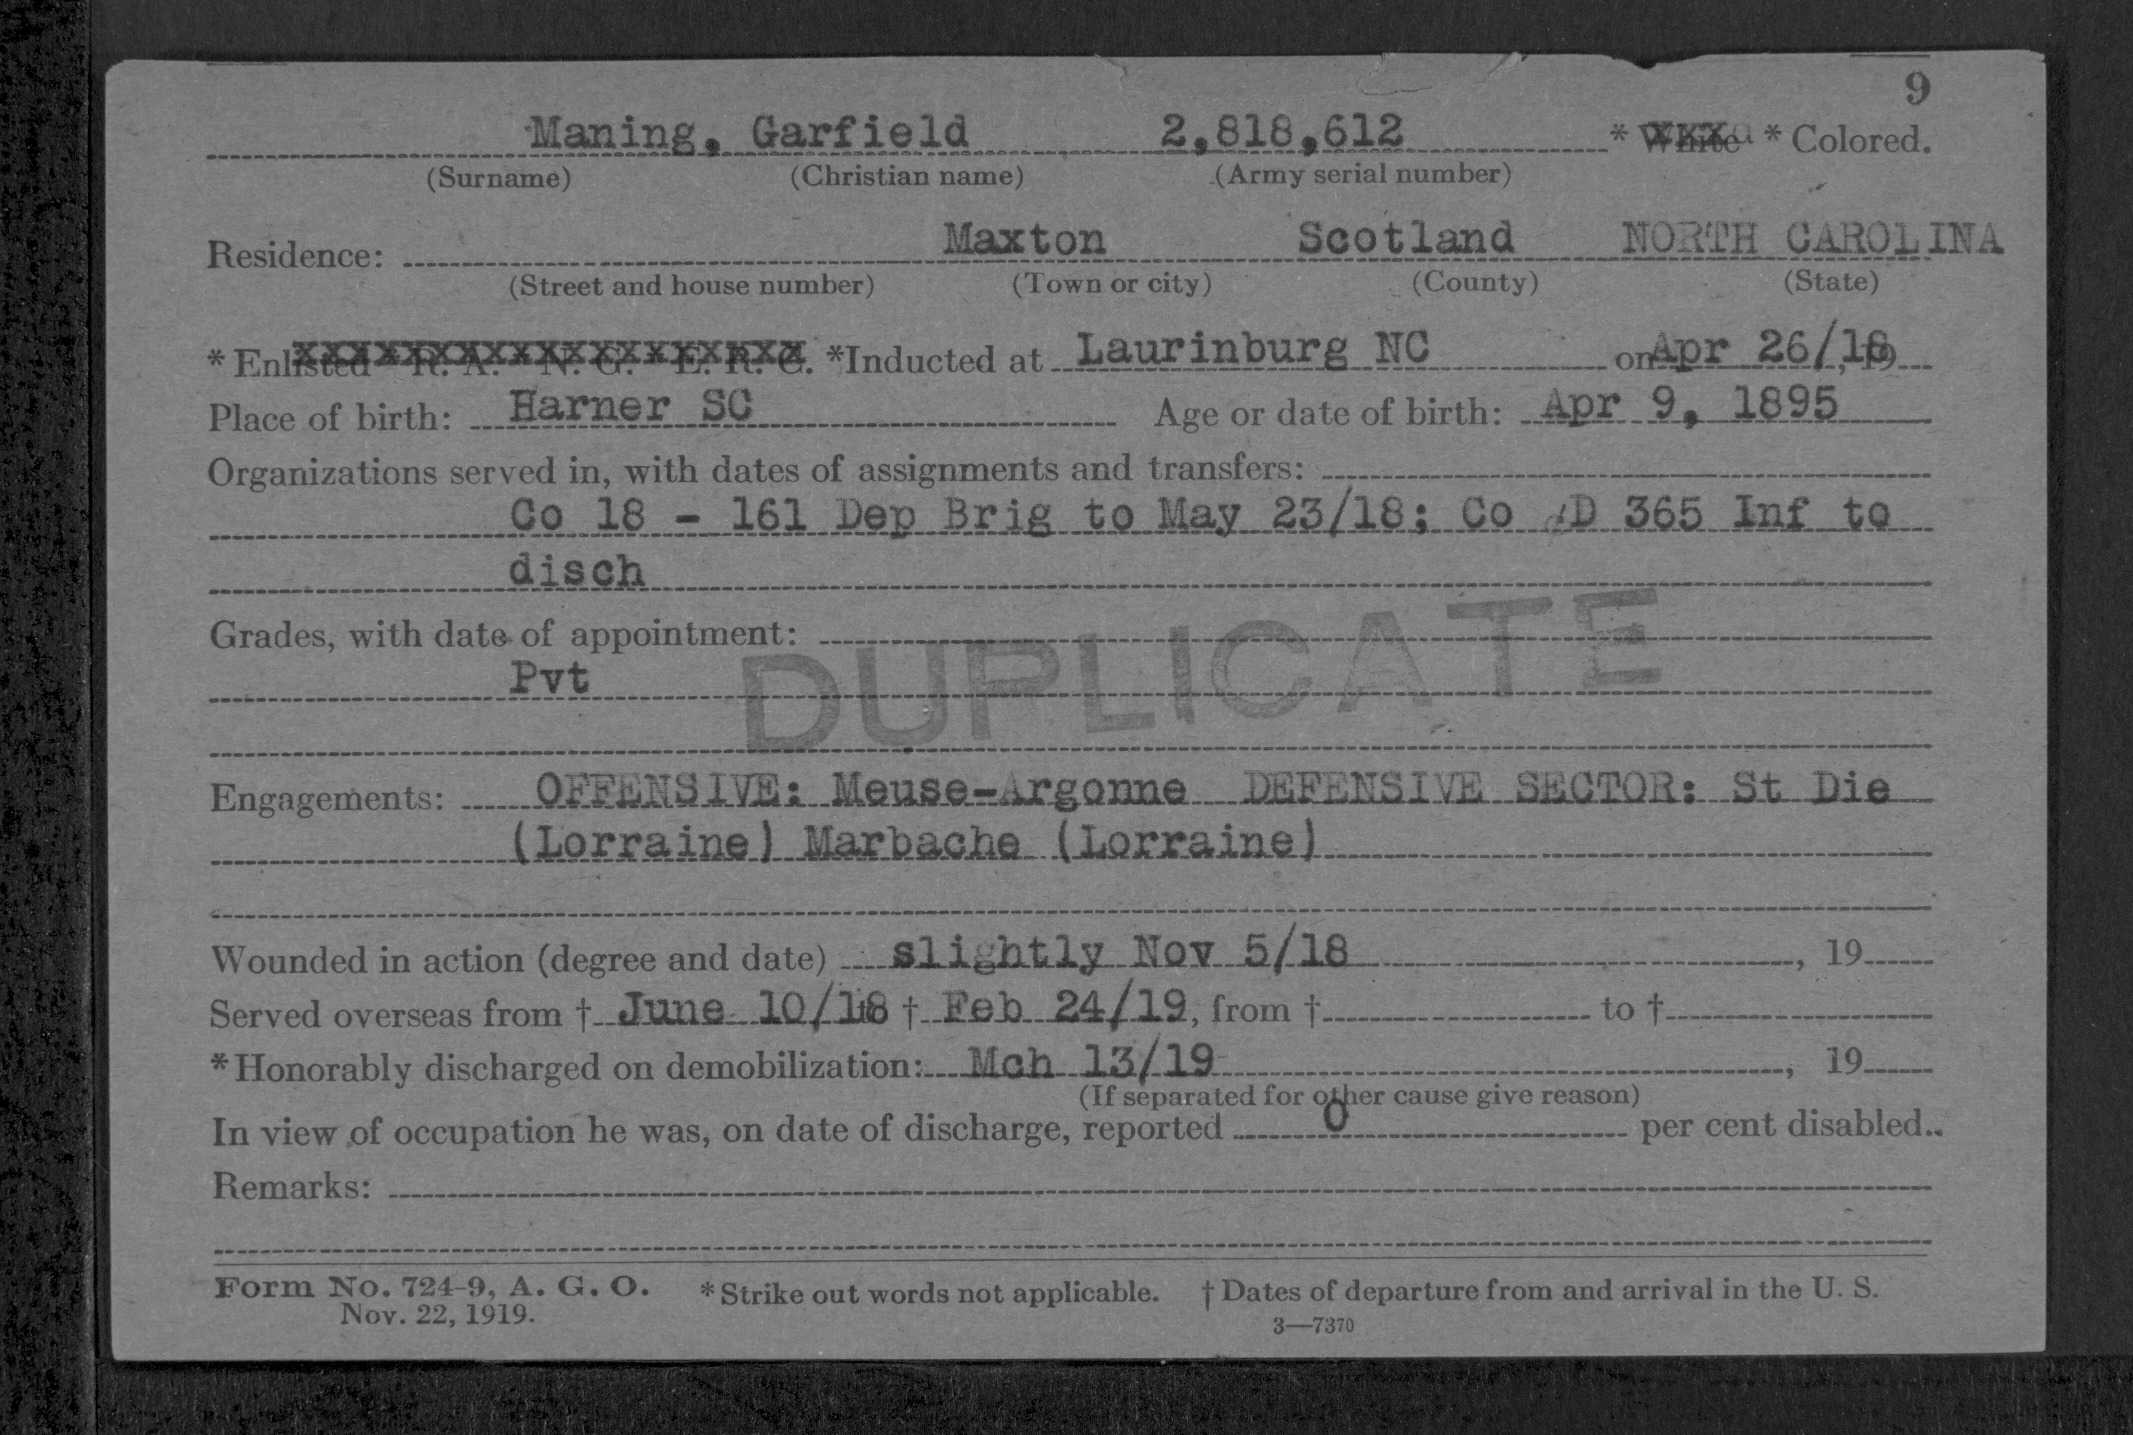 9
Maning, Garfield 2,818,612 * White * Colored.
(Surname) (Christian name) (Army serial number)
Residence: Maxton Scotland NORTH CAROLINA
(Street and house number) (Town or city) (County) (State)
* Enlisted R. A. N. G. E. R. C. *Inducted at Laurinburg NC on Apr 26/18, 19
Place of birth: Harner SC Age or date of birth: Apr 9, 1895
Organizations served in, with dates of assignments and transfers:
Co 18 - 161 Dep Brig to May 23/18; Co D 365 Inf to
disch
Grades, with date of appointment:
Pvt
DUPLICATE
Engagements: OFFENSIVE: Meuse-Argonne DEFENSIVE SECTOR: St Die
(Lorraine) Marbache (Lorraine)
Wounded in action (degree and date) slightly Nov 5/18, 19
Served overseas from † June 10/18 to † Feb 24/19, from † to †
*Honorably discharged on demobilization: Mch 13/19, 19
(If separated for other cause give reason)
In view of occupation he was, on date of discharge, reported 0 per cent disabled..
Remarks:
Form No. 724-9, A. G. O. *Strike out words not applicable. † Dates of departure from and arrival in the U. S.
Nov. 22, 1919. 3—7370